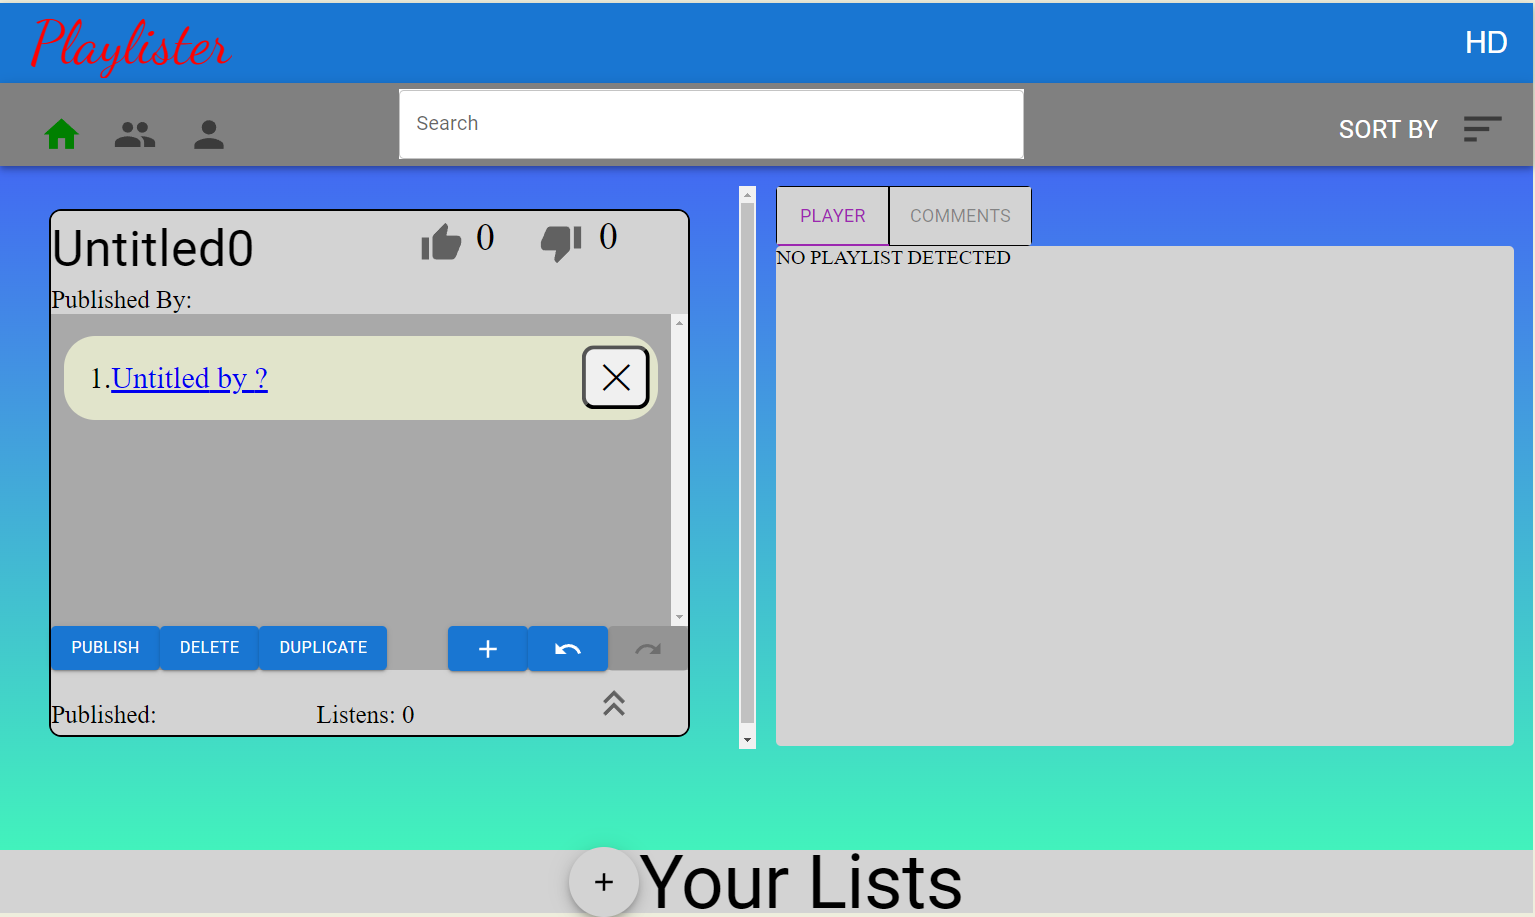 Playlister
HD
Search
SORT BY
Untitled0
0
0
Published By:
1.Untitled by ?
PUBLISH
DELETE
DUPLICATE
Published:
Listens: 0
PLAYER
COMMENTS
NO PLAYLIST DETECTED
Your Lists